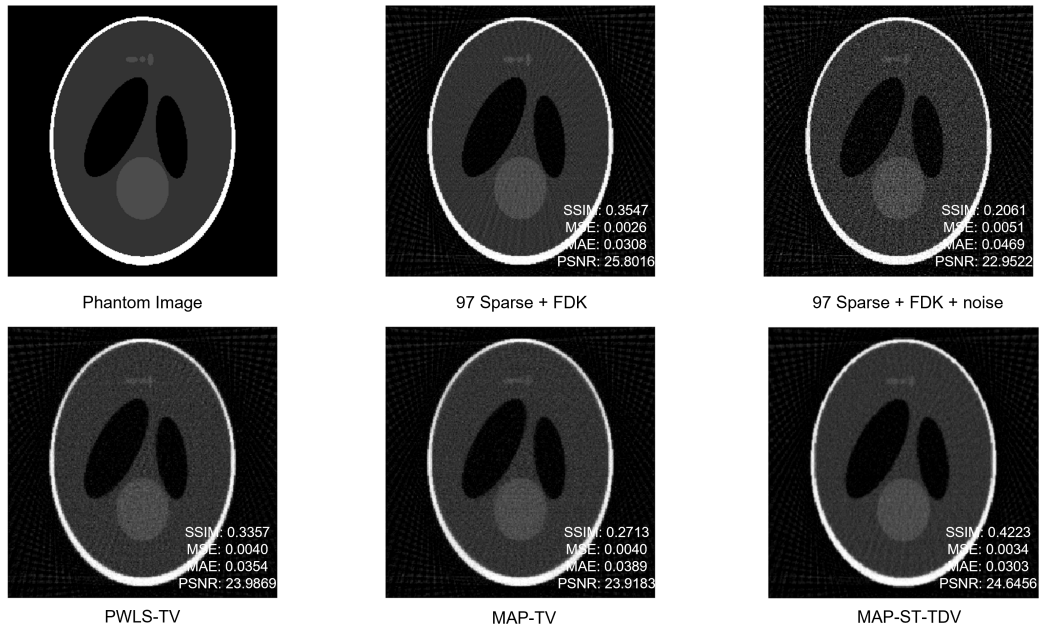 SSIM: 0.3547
MSE: 0.0026
MAE: 0.0308
PSNR: 25.8016
SSIM: 0.2061
MSE: 0.0051
MAE: 0.0469
PSNR: 22.9522
Phantom Image
97 Sparse + FDK
97 Sparse + FDK + noise
SSIM: 0.3357
MSE: 0.0040
MAE: 0.0354
PSNR: 23.9869
SSIM: 0.2713
MSE: 0.0040
MAE: 0.0389
PSNR: 23.9183
SSIM: 0.4223
MSE: 0.0034
MAE: 0.0303
PSNR: 24.6456
PWLS-TV
MAP-TV
MAP-ST-TDV